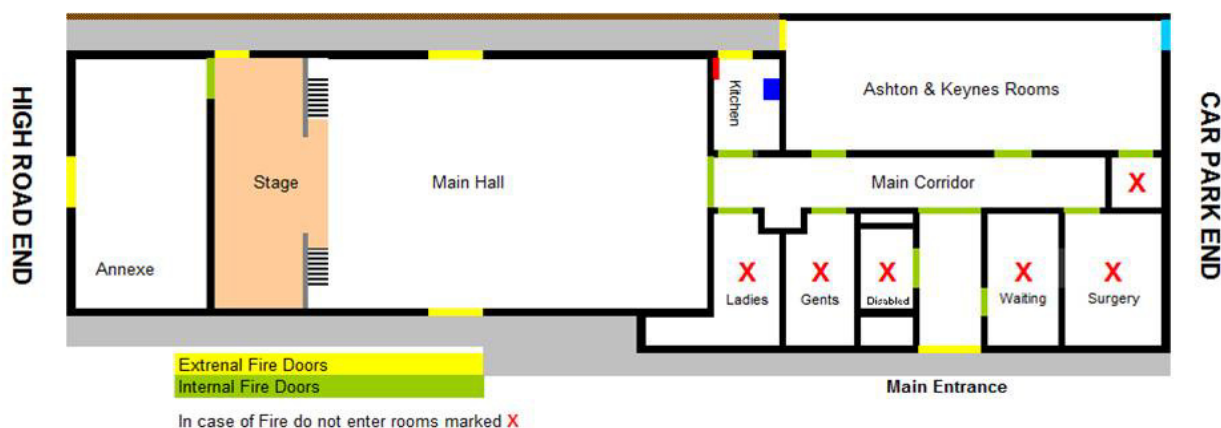 HIGH ROAD END
Annexe
Stage
Main Hall
Kitchen
Ashton & Keynes Rooms
Main Corridor
X
CAR PARK END
X
Ladies
X
Gents
X
Disabled
X
Waiting
X
Surgery
Main Entrance
Extrenal Fire Doors
Internal Fire Doors
In case of Fire do not enter rooms marked X